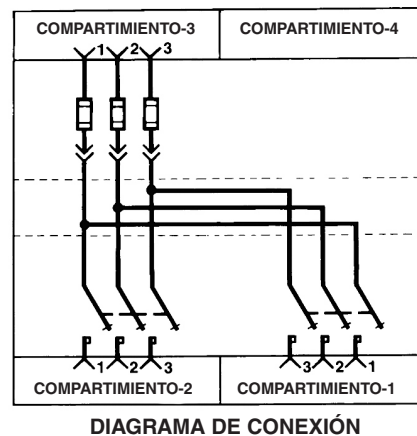 COMPARTIMIENTO-3 COMPARTIMIENTO-4
1 2 3
1 2 3 3 2 1
COMPARTIMIENTO-2 COMPARTIMIENTO-1
DIAGRAMA DE CONEXIÓN